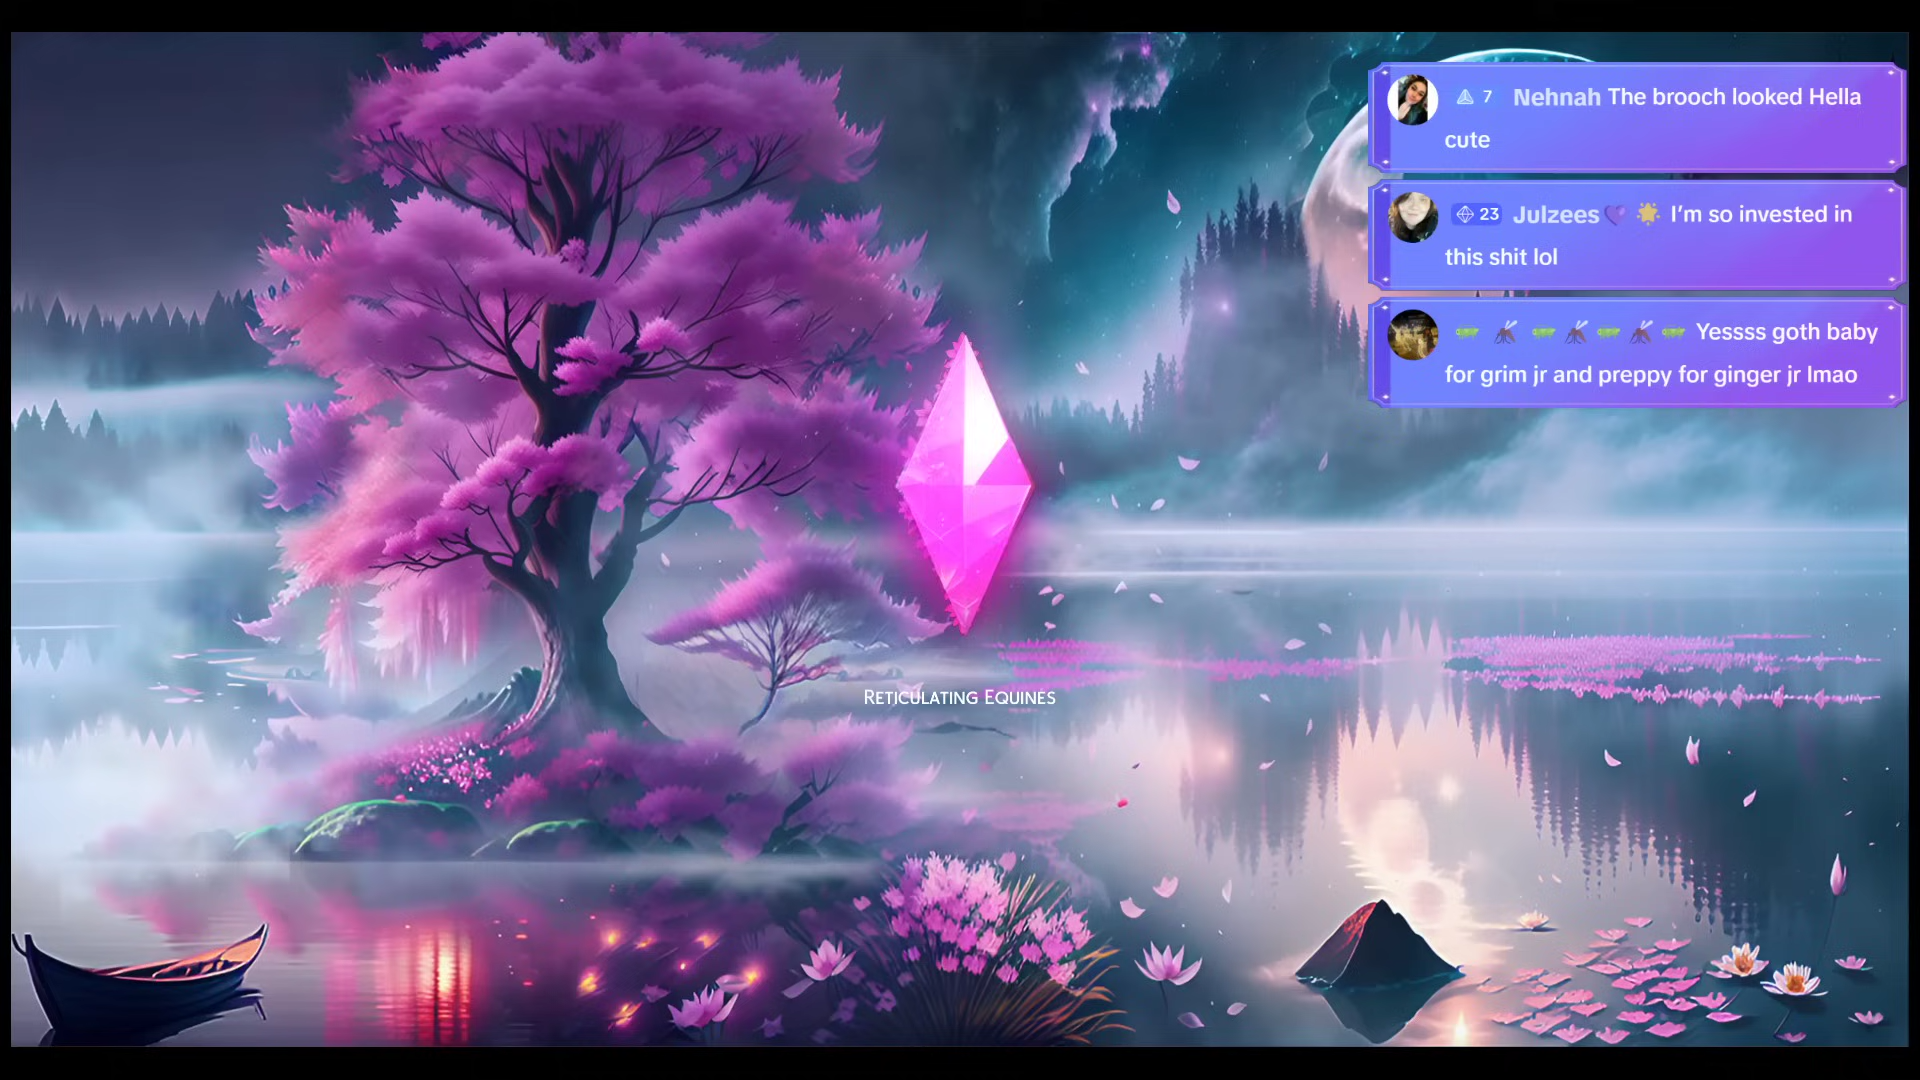 7 Nehnah The brooch looked Hella
cute
23 Julzees💜 🌟 I'm so invested in
this shit lol
🐛 🦟 🐛 🦟 🐛 🦟 🐛 Yessss goth baby
for grim jr and preppy for ginger jr lmao
Reticulating Equines